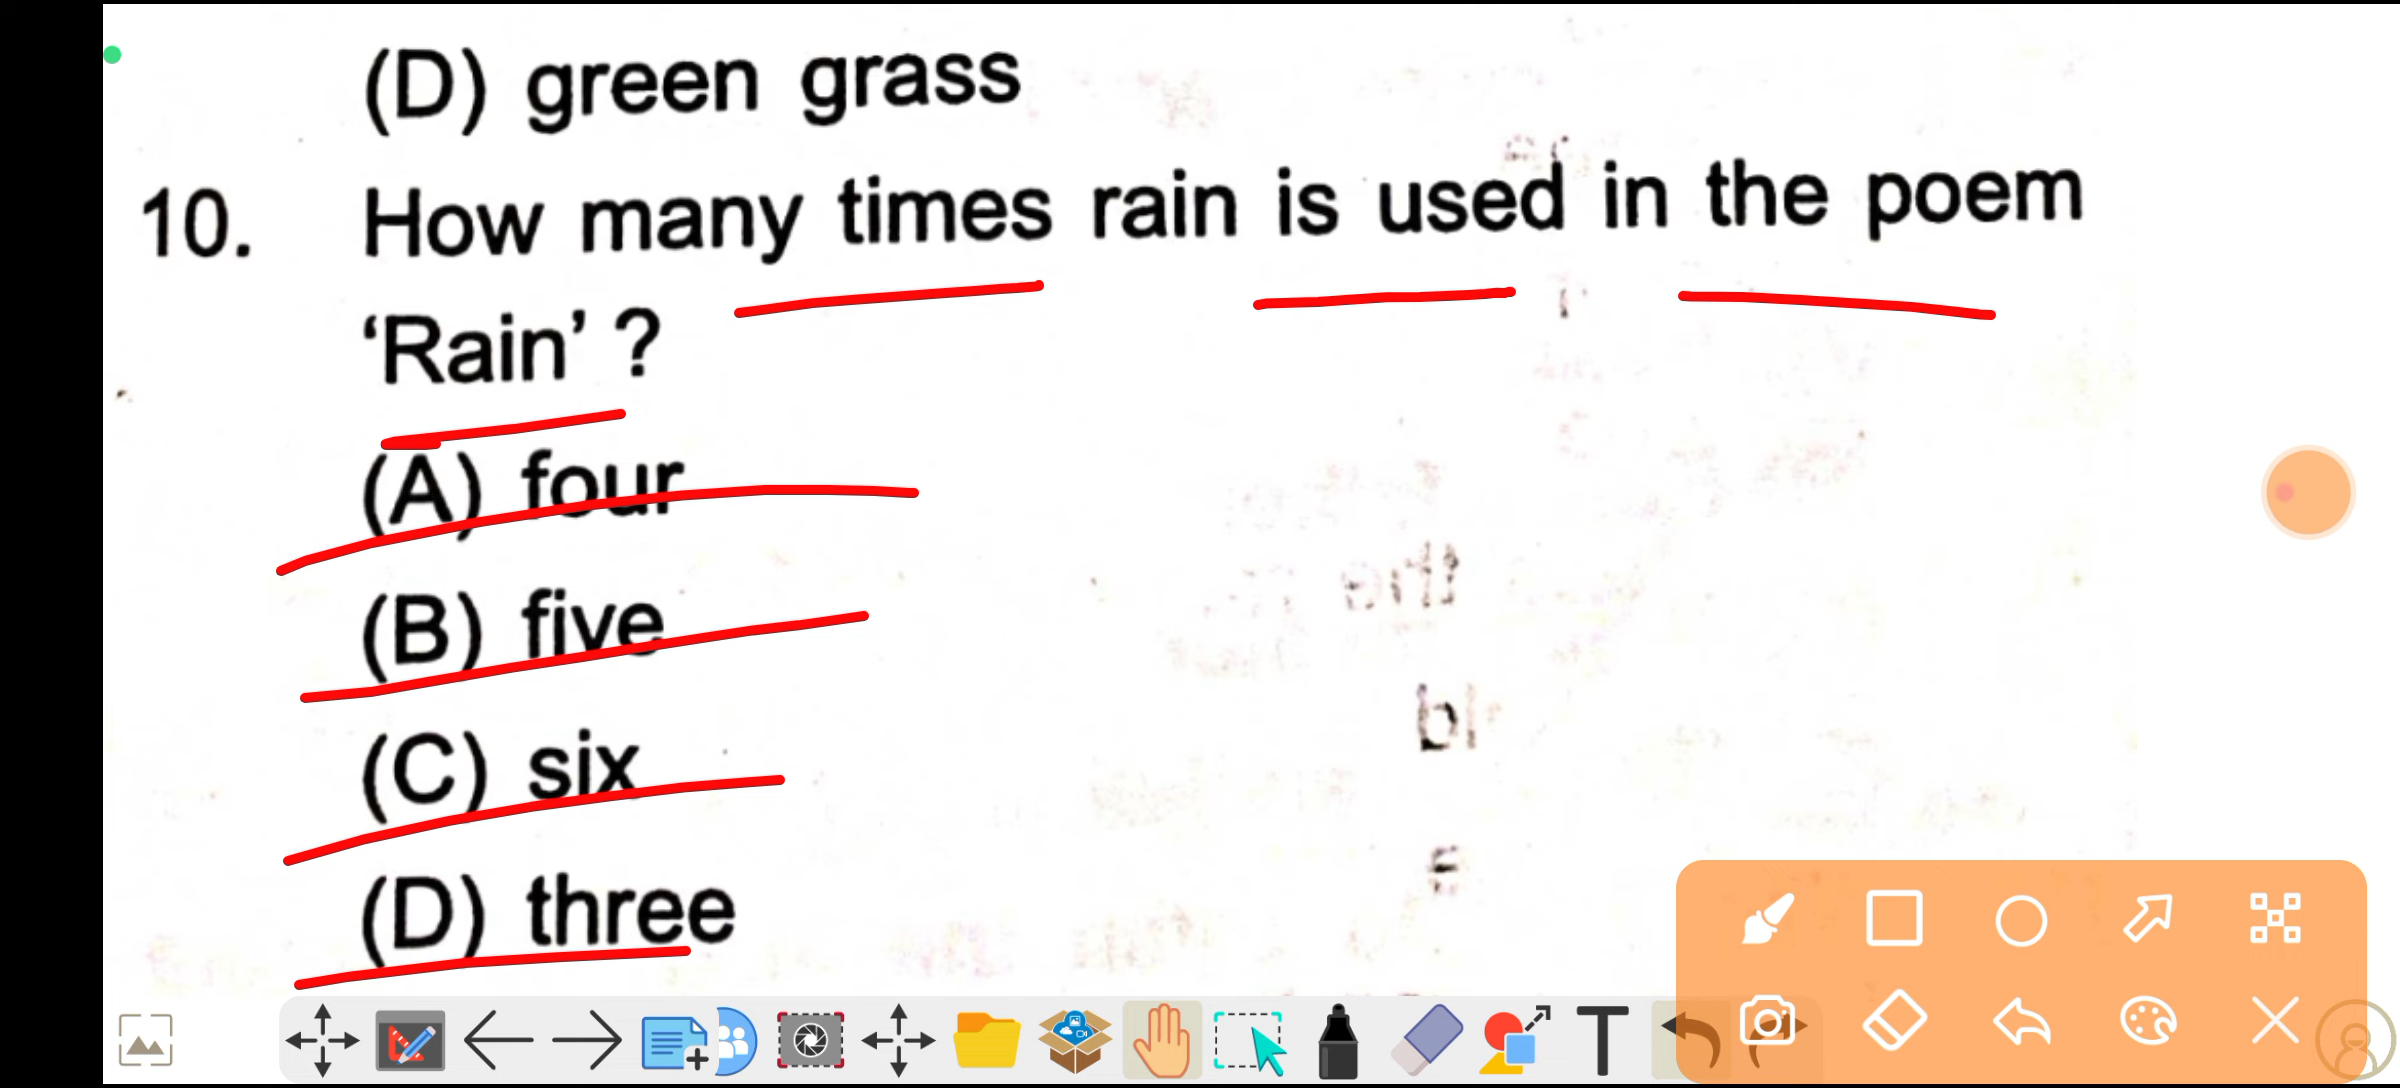 (D) green grass
10. How many times rain is used in the poem
‘Rain’ ?
(A) four
(B) five
(C) six
(D) three